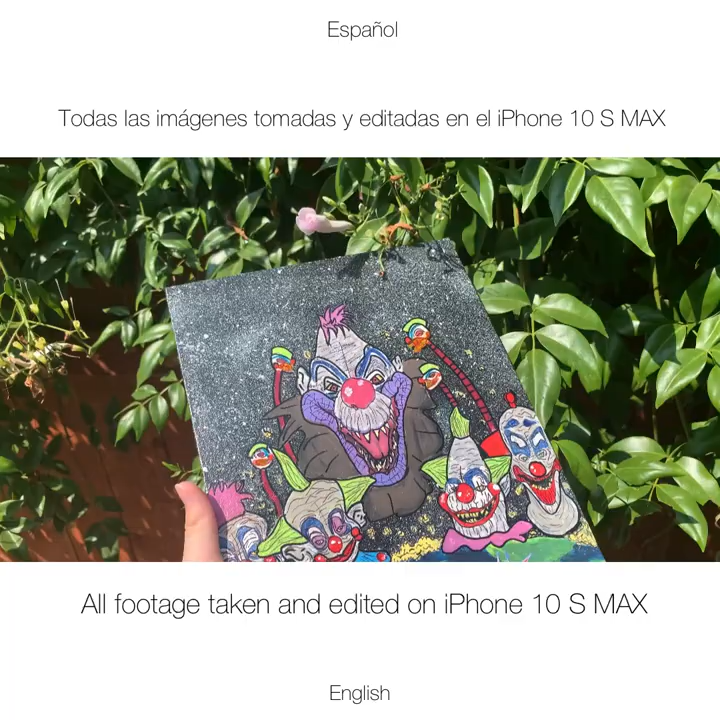 Español
Todas las imágenes tomadas y editadas en el iPhone 10 S MAX
All footage taken and edited on iPhone 10 S MAX
English